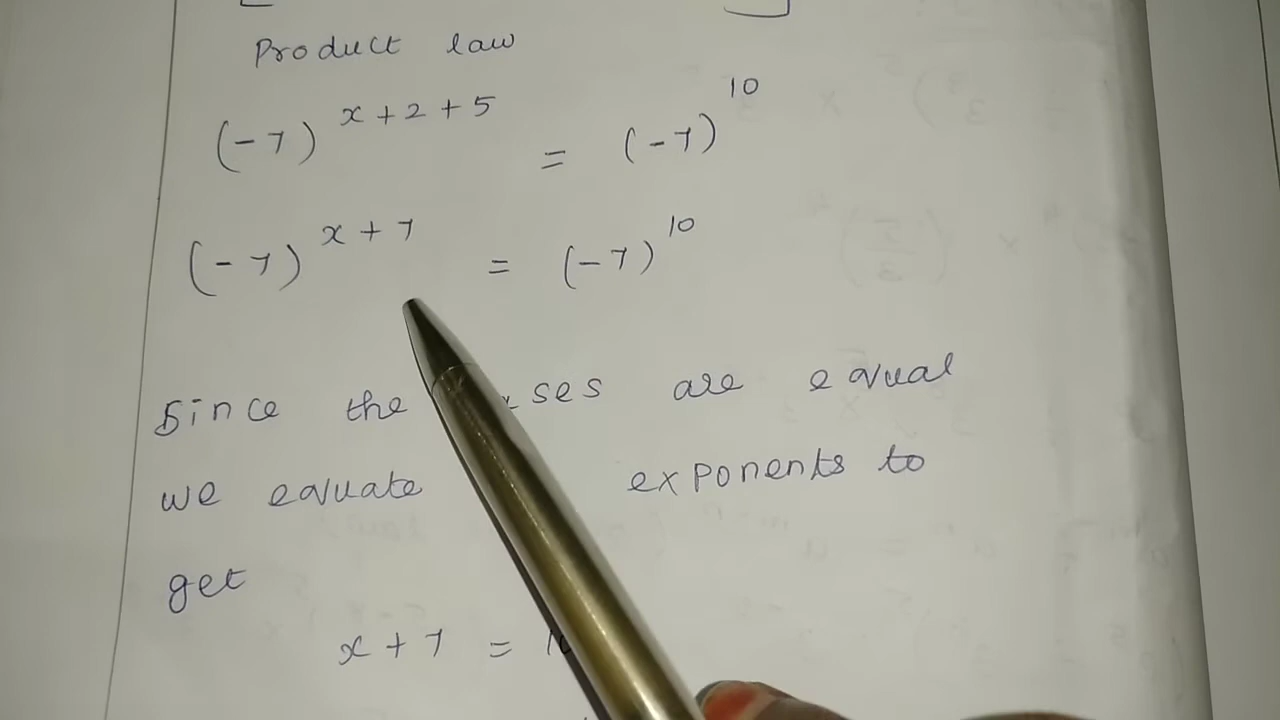 Product law
(-7)^{x+2+5} = (-7)^{10}
(-7)^{x+7} = (-7)^{10}
Since the are equal
we equate exponents to
get
x + 7 =